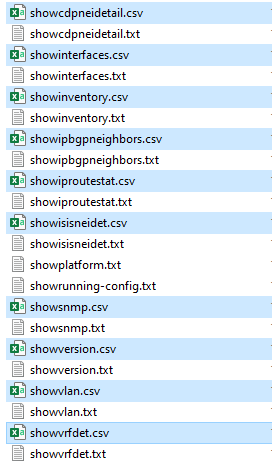 showcdpneidetail.csv
showcdpneidetail.txt
showinterfaces.csv
showinterfaces.txt
showinventory.csv
showinventory.txt
showipbgpneighbors.csv
showipbgpneighbors.txt
showiproutestat.csv
showiproutestat.txt
showisisneidet.csv
showisisneidet.txt
showplatform.txt
showrunning-config.txt
showsnmp.csv
showsnmp.txt
showversion.csv
showversion.txt
showvlan.csv
showvlan.txt
showvrfdet.csv
showvrfdet.txt